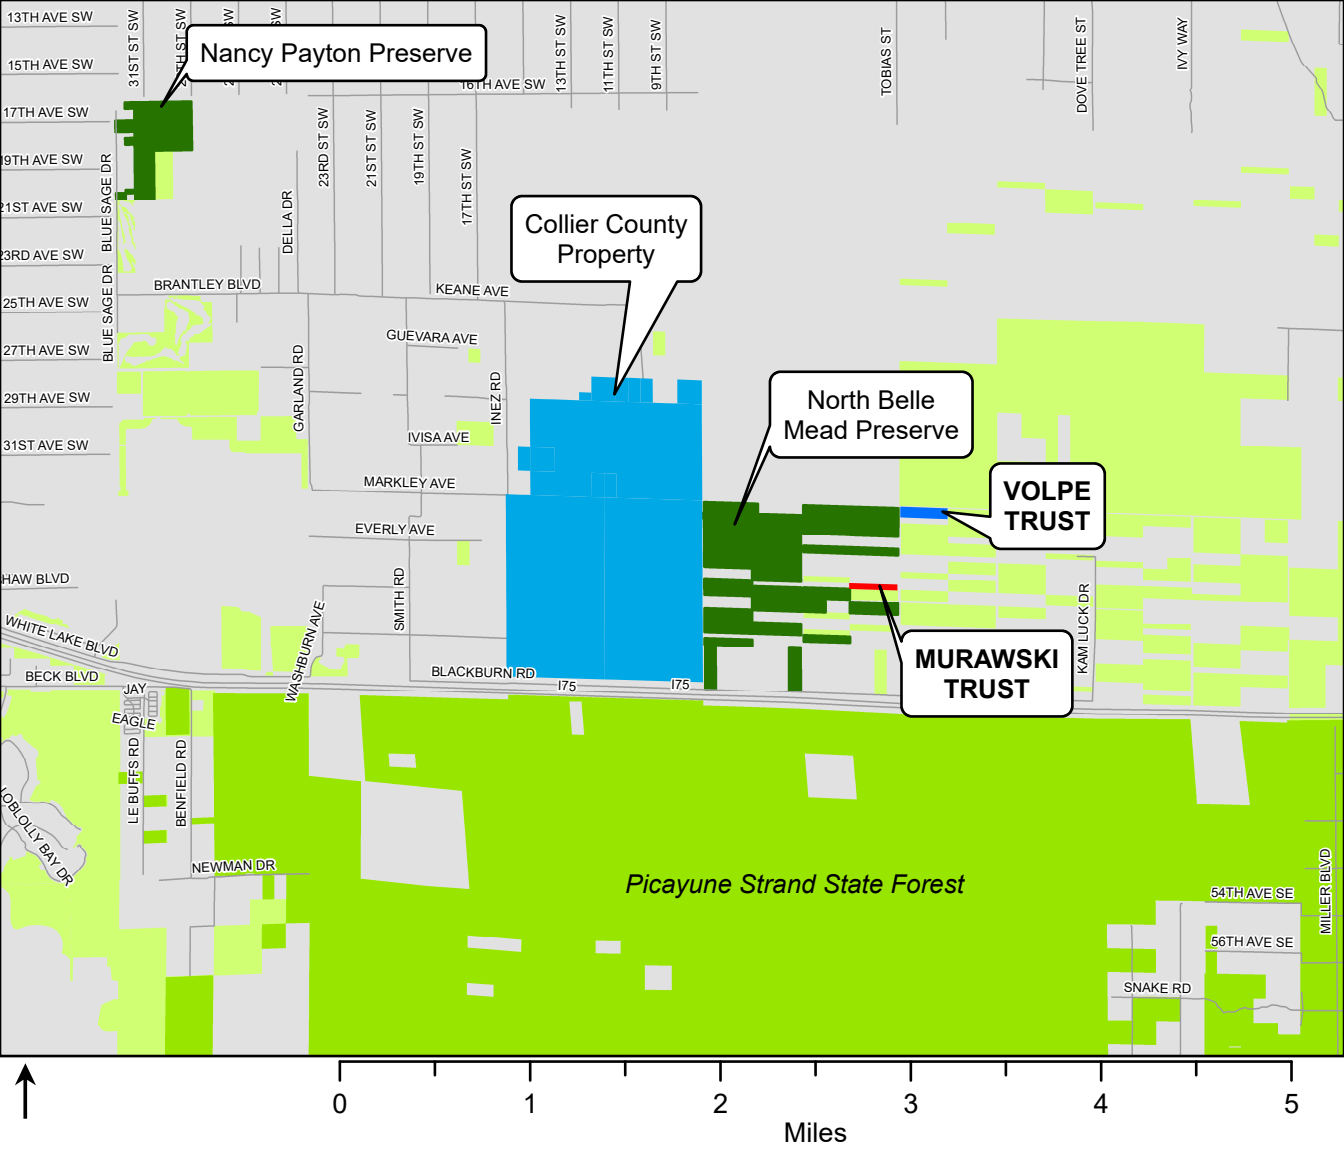 13TH AVE SW
15TH AVE SW
17TH AVE SW
19TH AVE SW
21ST AVE SW
23RD AVE SW
25TH AVE SW
27TH AVE SW
29TH AVE SW
31ST AVE SW
31ST ST SW
Nancy Payton Preserve
16TH AVE SW
13TH ST SW
11TH ST SW
9TH ST SW
TOBIAS ST
DOVE TREE ST
IVY WAY
23RD ST SW
21ST ST SW
19TH ST SW
17TH ST SW
BLUE SAGE DR
BLUE SAGE DR
DELLA DR
Collier County
Property
BRANTLEY BLVD
KEANE AVE
GUEVARA AVE
GARLAND RD
INEZ RD
IVISA AVE
MARKLEY AVE
EVERLY AVE
North Belle
Mead Preserve
VOLPE
TRUST
HAW BLVD
SMITH RD
WASHBURN AVE
KAM LUCK DR
WHITE LAKE BLVD
BECK BLVD
BLACKBURN RD
I75
I75
MURAWSKI
TRUST
JAY
EAGLE
LE BUFFS RD
BENFIELD RD
LOBLOLLY BAY DR
NEWMAN DR
Picayune Strand State Forest
MILLER BLVD
54TH AVE SE
56TH AVE SE
SNAKE RD
0 1 2 3 4 5
Miles